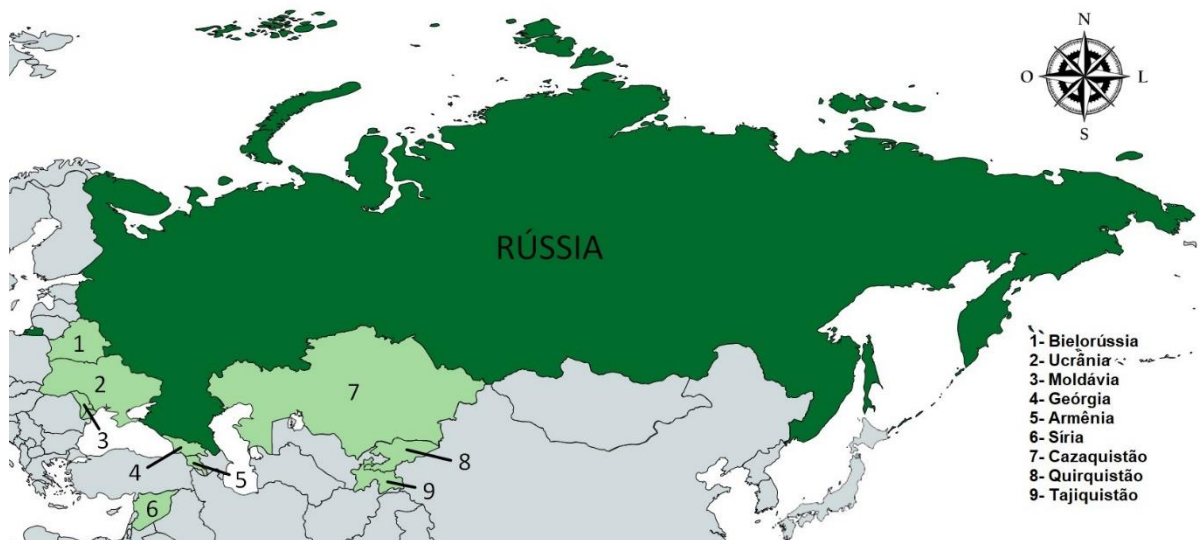 N
O L
S
RÚSSIA
1
2
3
4
5
6
7
8
9
1- Bielorússia
2- Ucrânia
3- Moldávia
4- Geórgia
5- Armênia
6- Síria
7- Cazaquistão
8- Quirquistão
9- Tajiquistão